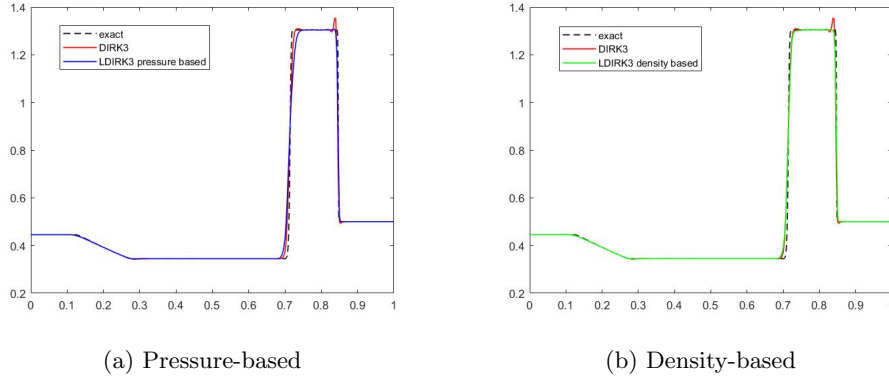 1.4
1.2
1
0.8
0.6
0.4
0.2
0 0.1 0.2 0.3 0.4 0.5 0.6 0.7 0.8 0.9 1
exact
DIRK3
LDIRK3 pressure based
(a) Pressure-based
1.4
1.2
1
0.8
0.6
0.4
0.2
0 0.1 0.2 0.3 0.4 0.5 0.6 0.7 0.8 0.9 1
exact
DIRK3
LDIRK3 density based
(b) Density-based